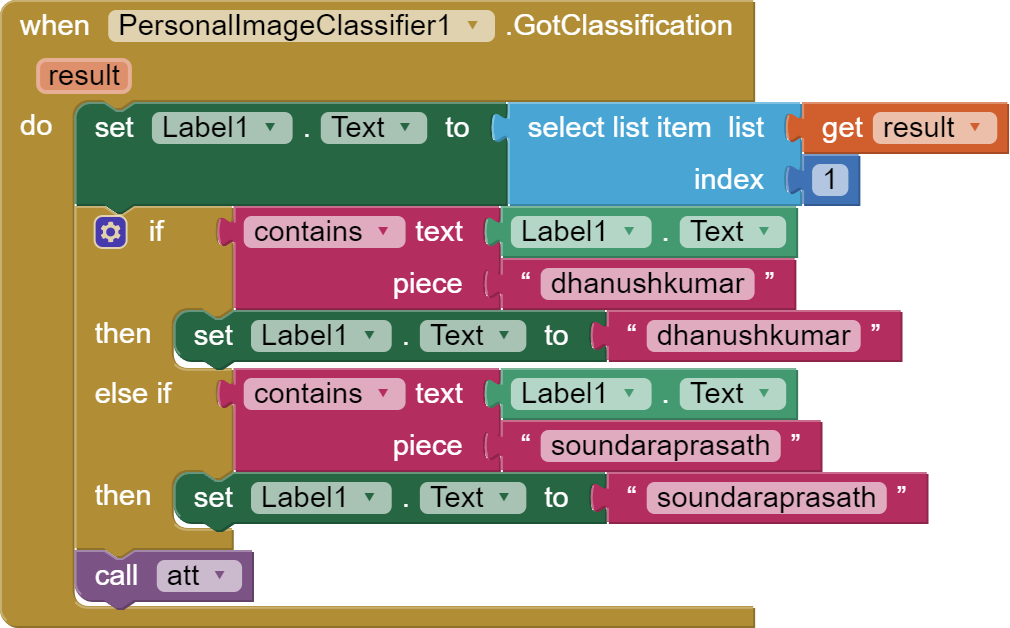 when PersonalImageClassifier1 .GotClassification
result
do set Label1 . Text to select list item list get result
index 1
if contains text Label1 . Text
piece “ dhanushkumar ”
then set Label1 . Text to “ dhanushkumar ”
else if contains text Label1 . Text
piece “ soundaraprasath ”
then set Label1 . Text to “ soundaraprasath ”
call att